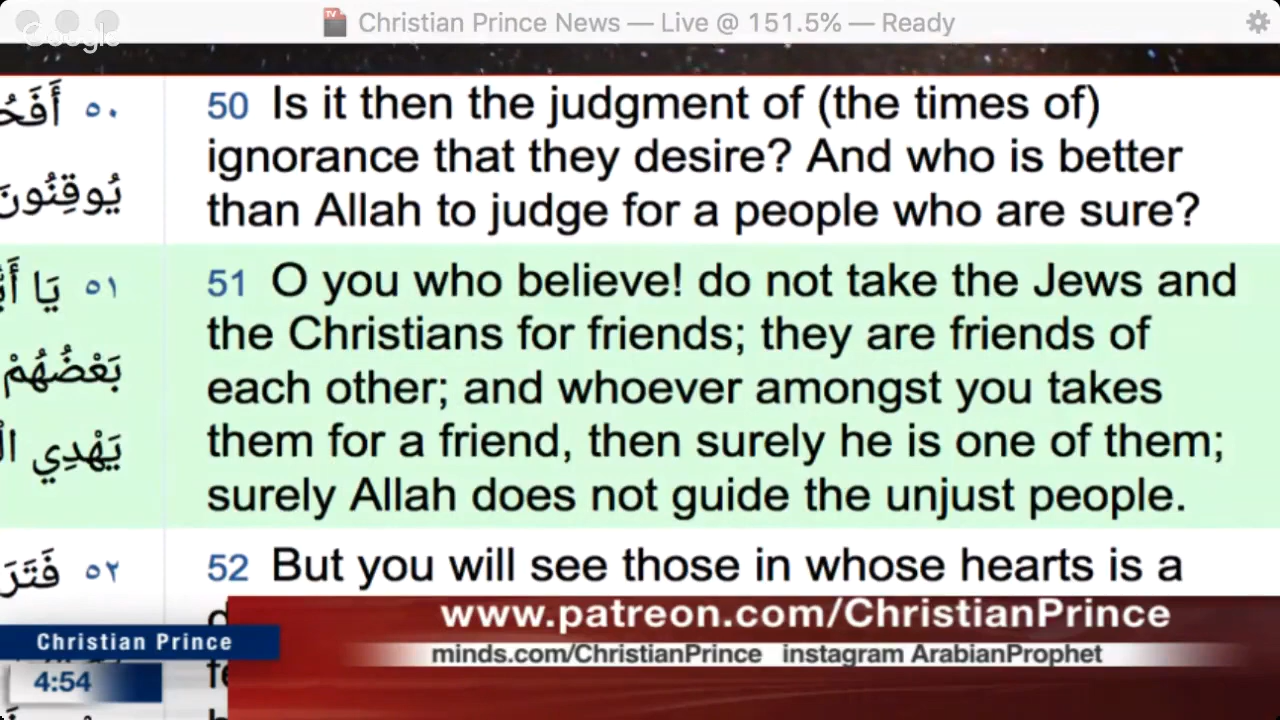 Christian Prince News — Live @ 151.5% — Ready
Google
50 Is it then the judgment of (the times of)
ignorance that they desire? And who is better
than Allah to judge for a people who are sure?
٥٠
يُوقِنُونَ
51 O you who believe! do not take the Jews and
the Christians for friends; they are friends of
each other; and whoever amongst you takes
them for a friend, then surely he is one of them;
surely Allah does not guide the unjust people.
٥١ يَا
بَعْضُهُمْ
يَهْدِي
52 But you will see those in whose hearts is a
٥٢
www.patreon.com/ChristianPrince
Christian Prince
minds.com/ChristianPrince instagram ArabianProphet
4:54